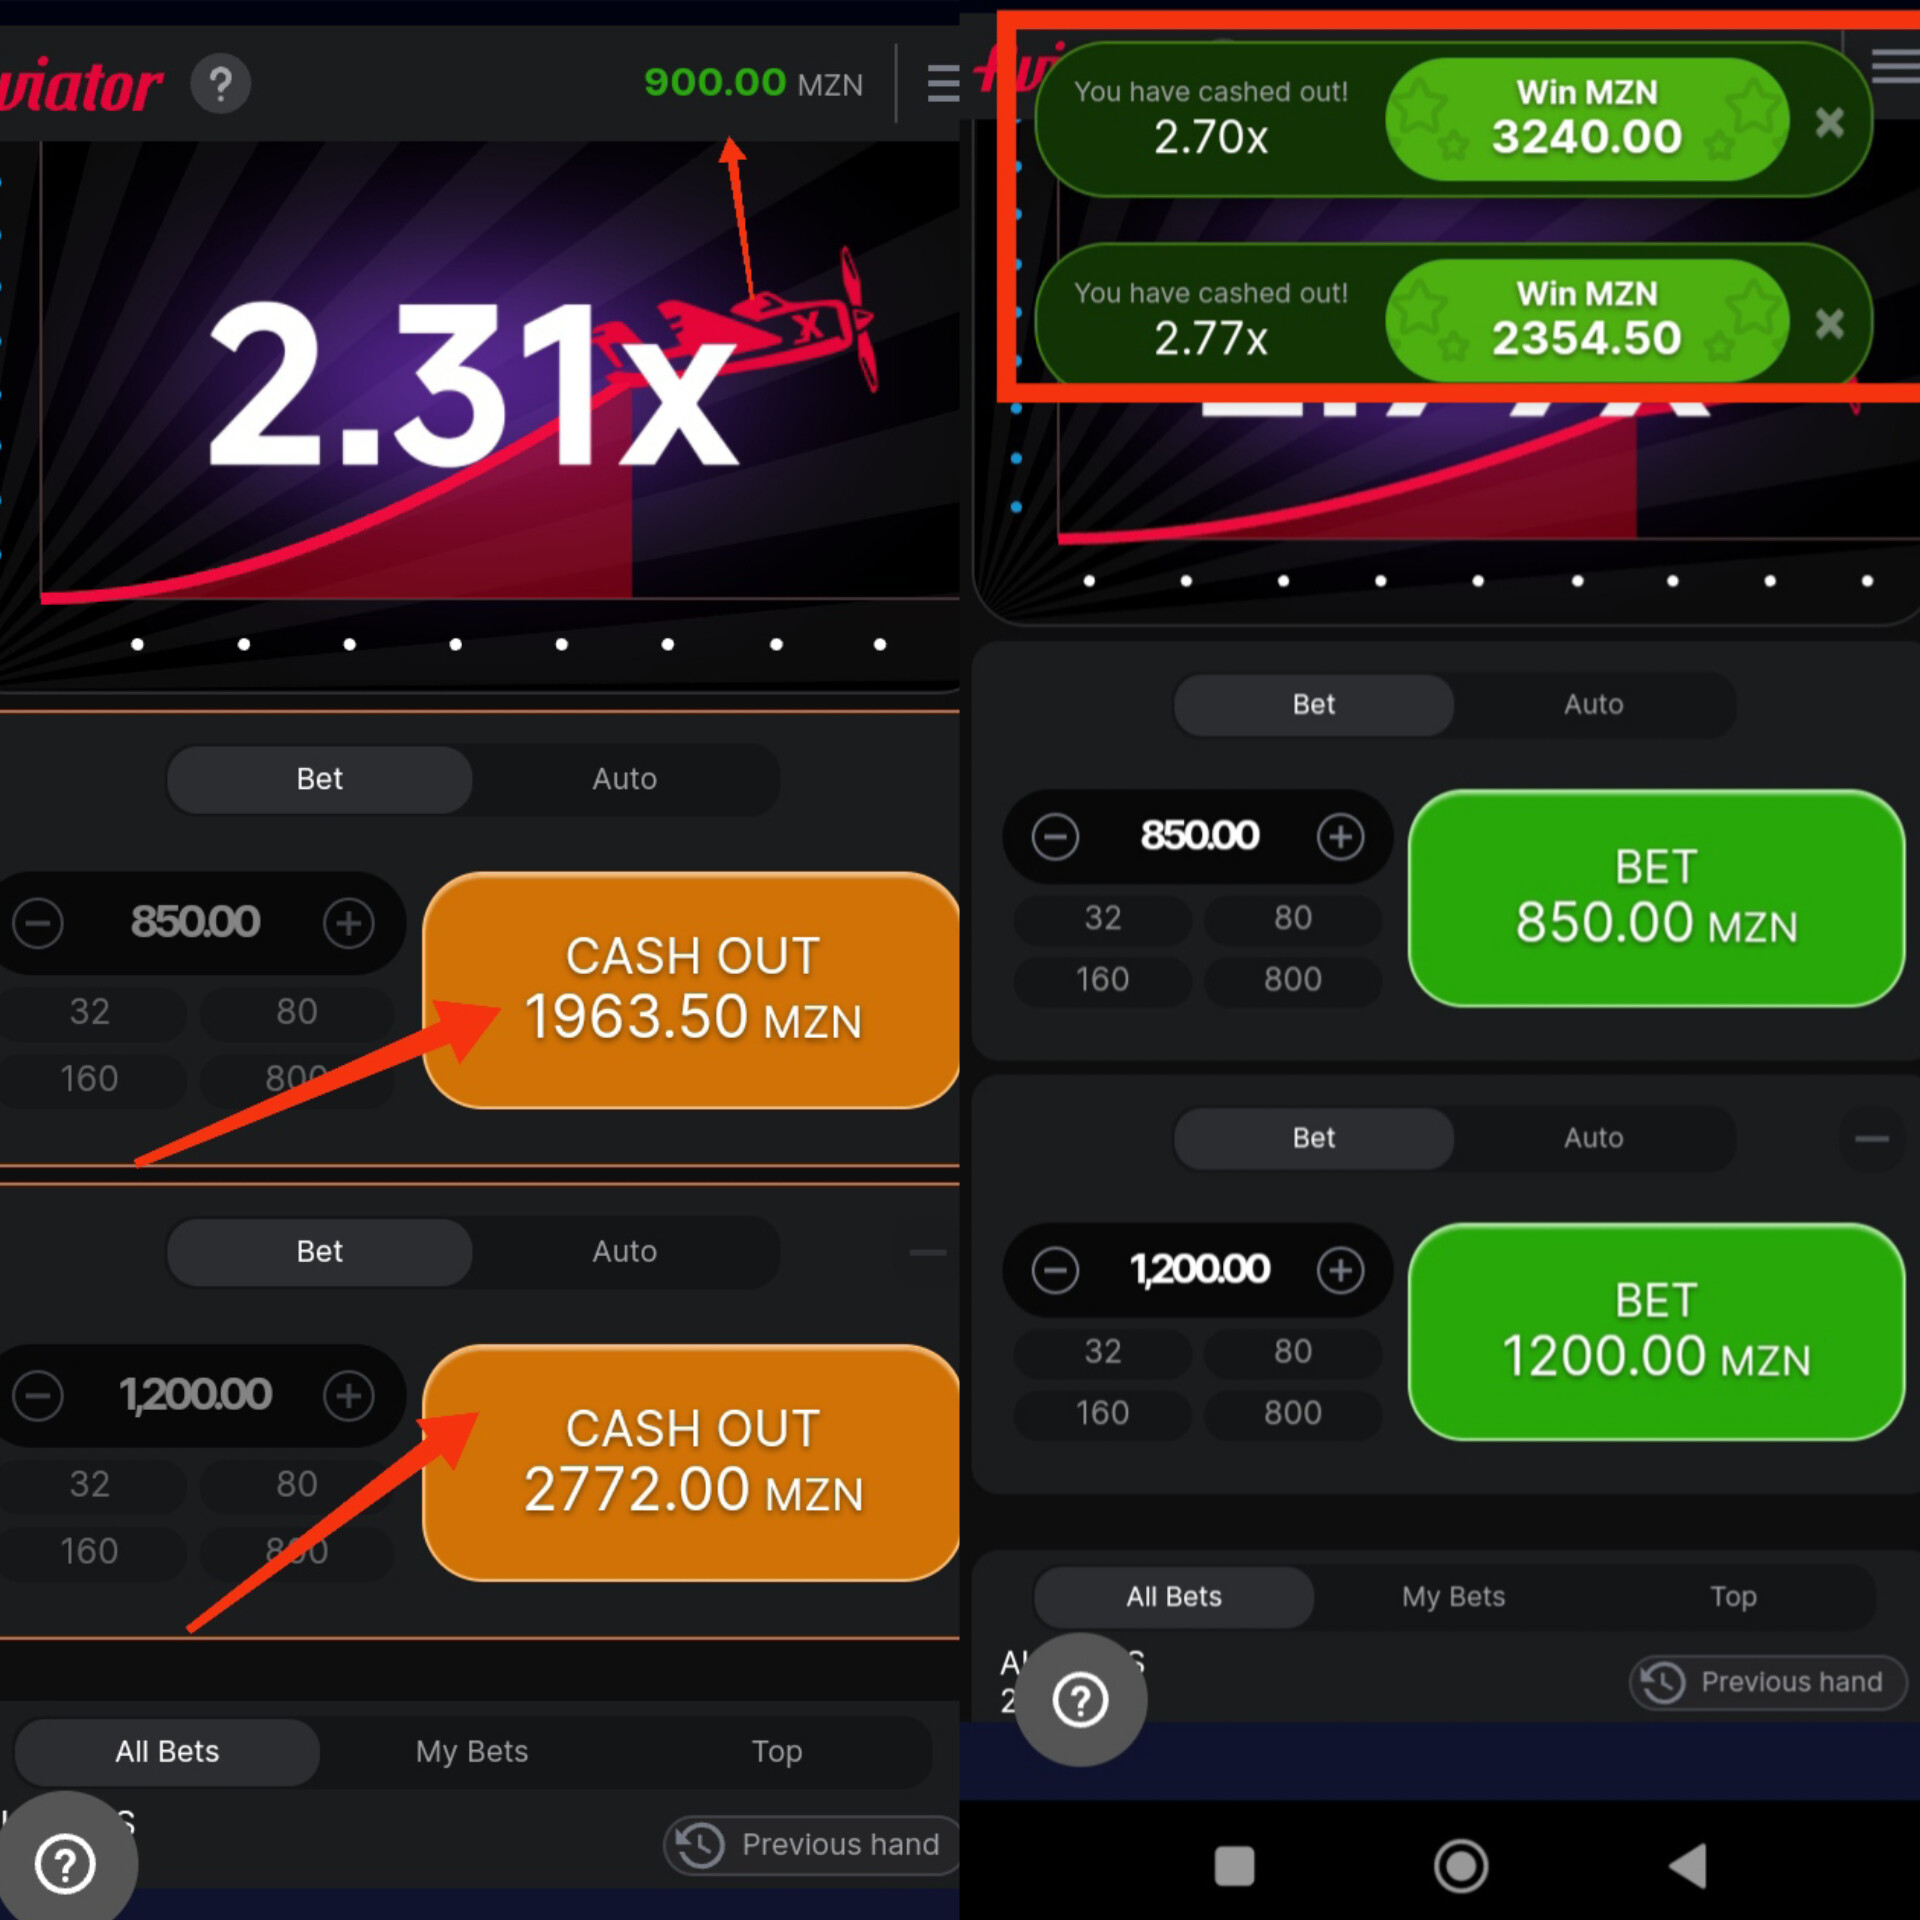 viator ? 900.00 MZN
X
2.31x
Bet Auto
850.00
32 80
160 800
CASH OUT
1963.50 MZN
Bet Auto
1,200.00
32 80
160 800
CASH OUT
2772.00 MZN
All Bets My Bets Top
S
? Previous hand
You have cashed out!
2.70x
Win MZN
3240.00
You have cashed out!
2.77x
Win MZN
2354.50
Bet Auto
850.00
32 80
160 800
BET
850.00 MZN
Bet Auto
1,200.00
32 80
160 800
BET
1200.00 MZN
All Bets My Bets Top
Previous hand
2
?